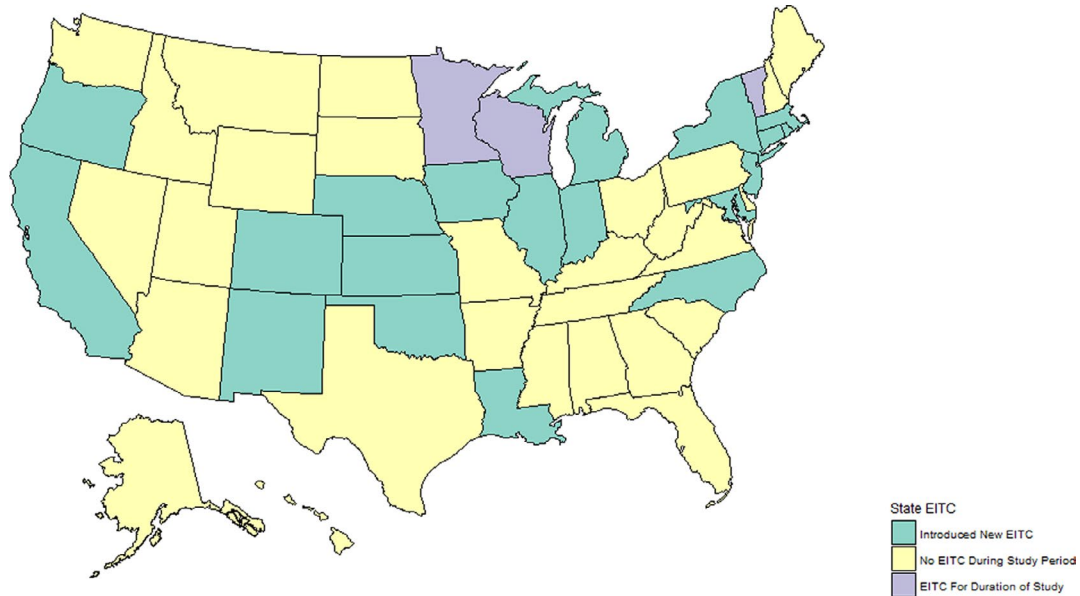 State EITC
Introduced New EITC
No EITC During Study Period
EITC For Duration of Study